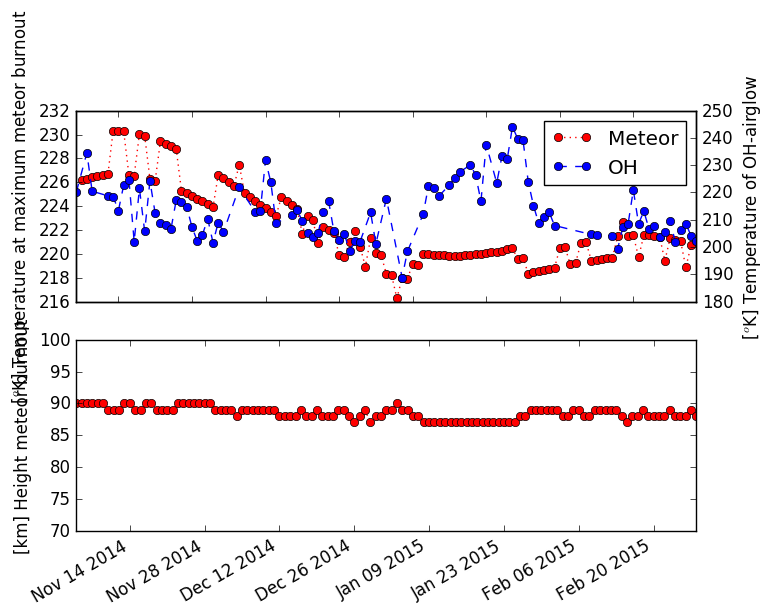 [°K] Temperature at maximum meteor burnout
232
230
228
226
224
222
220
218
216
Meteor
OH
250
240
230
220
210
200
190
180
[°K] Temperature of OH-airglow
[km] Height meteor burnout
100
95
90
85
80
75
70
Nov 14 2014
Nov 28 2014
Dec 12 2014
Dec 26 2014
Jan 09 2015
Jan 23 2015
Feb 06 2015
Feb 20 2015